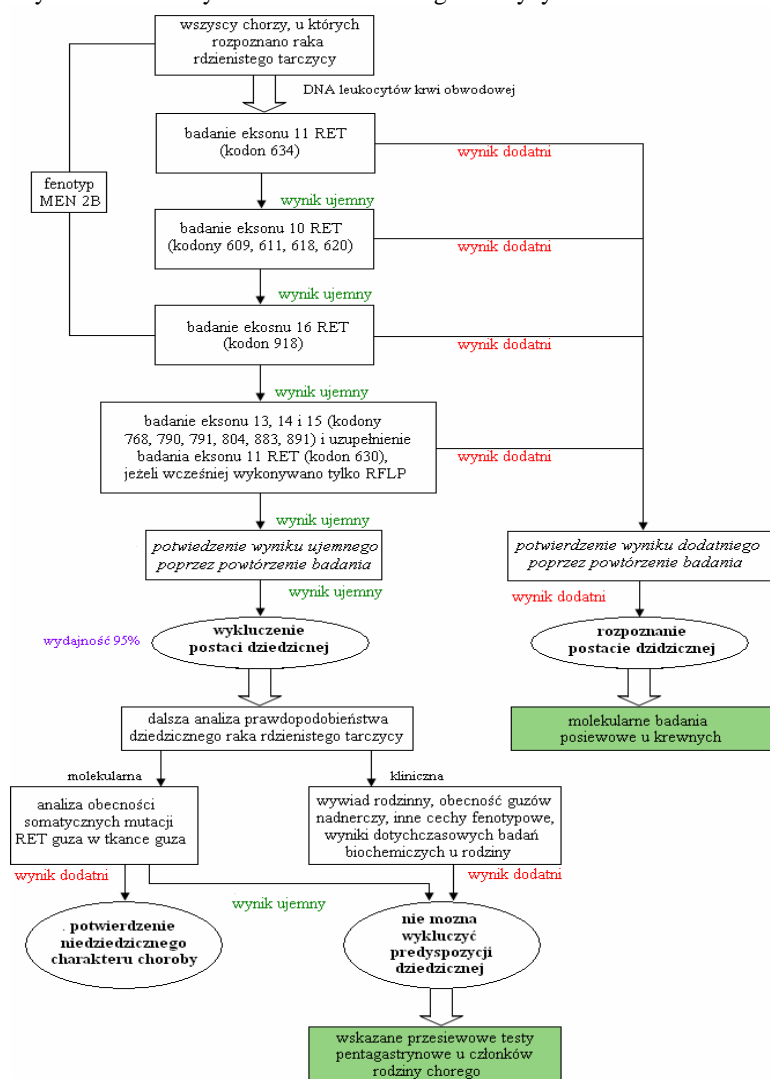 wszyscy chorzy, u których
rozpoznano raka
rdzienistego tarczycy
DNA leukocytów krwi obwodowej
badanie eksonu 11 RET
(kodon 634)
wynik dodatni
fenotyp
MEN 2B
wynik ujemny
badanie eksonu 10 RET
(kodony 609, 611, 618, 620)
wynik dodatni
wynik ujemny
badanie ekosnu 16 RET
(kodon 918)
wynik dodatni
wynik ujemny
badanie eksonu 13, 14 i 15 (kodony
768, 790, 791, 804, 883, 891) i uzupełnienie
badania eksonu 11 RET (kodon 630),
jeżeli wcześniej wykonywano tylko RFLP
wynik dodatni
wynik ujemny
potwiedzenie wyniku ujemnego
poprzez powtórzenie badania
potwierdzenie wyniku dodatniego
poprzez powtórzenie badania
wynik ujemny
wynik dodatni
wydajność 95%
wykluczenie
postaci dziedzicnej
rozpoznanie
postacie dzidzicznej
dalsza analiza prawdopodobieństwa
dziedzicznego raka rdzienistego tarczycy
molekularne badania
posiewowe u krewnych
molekularna
kliniczna
analiza obecności
somatycznych mutacji
RET guza w tkance guza
wywiad rodzinny, obecność guzów
nadnerczy, inne cechy fenotypowe,
wyniki dotychczasowych badań
biochemicznych u rodziny
wynik dodatni
wynik ujemny
wynik dodatni
. potwierdzenie
niedziedzicznego
charakteru choroby
nie mozna
wykluczyć
predyspozycji
dziedzicznej
wskazane przesiewowe testy
pentagastrynowe u członków
rodziny chorego